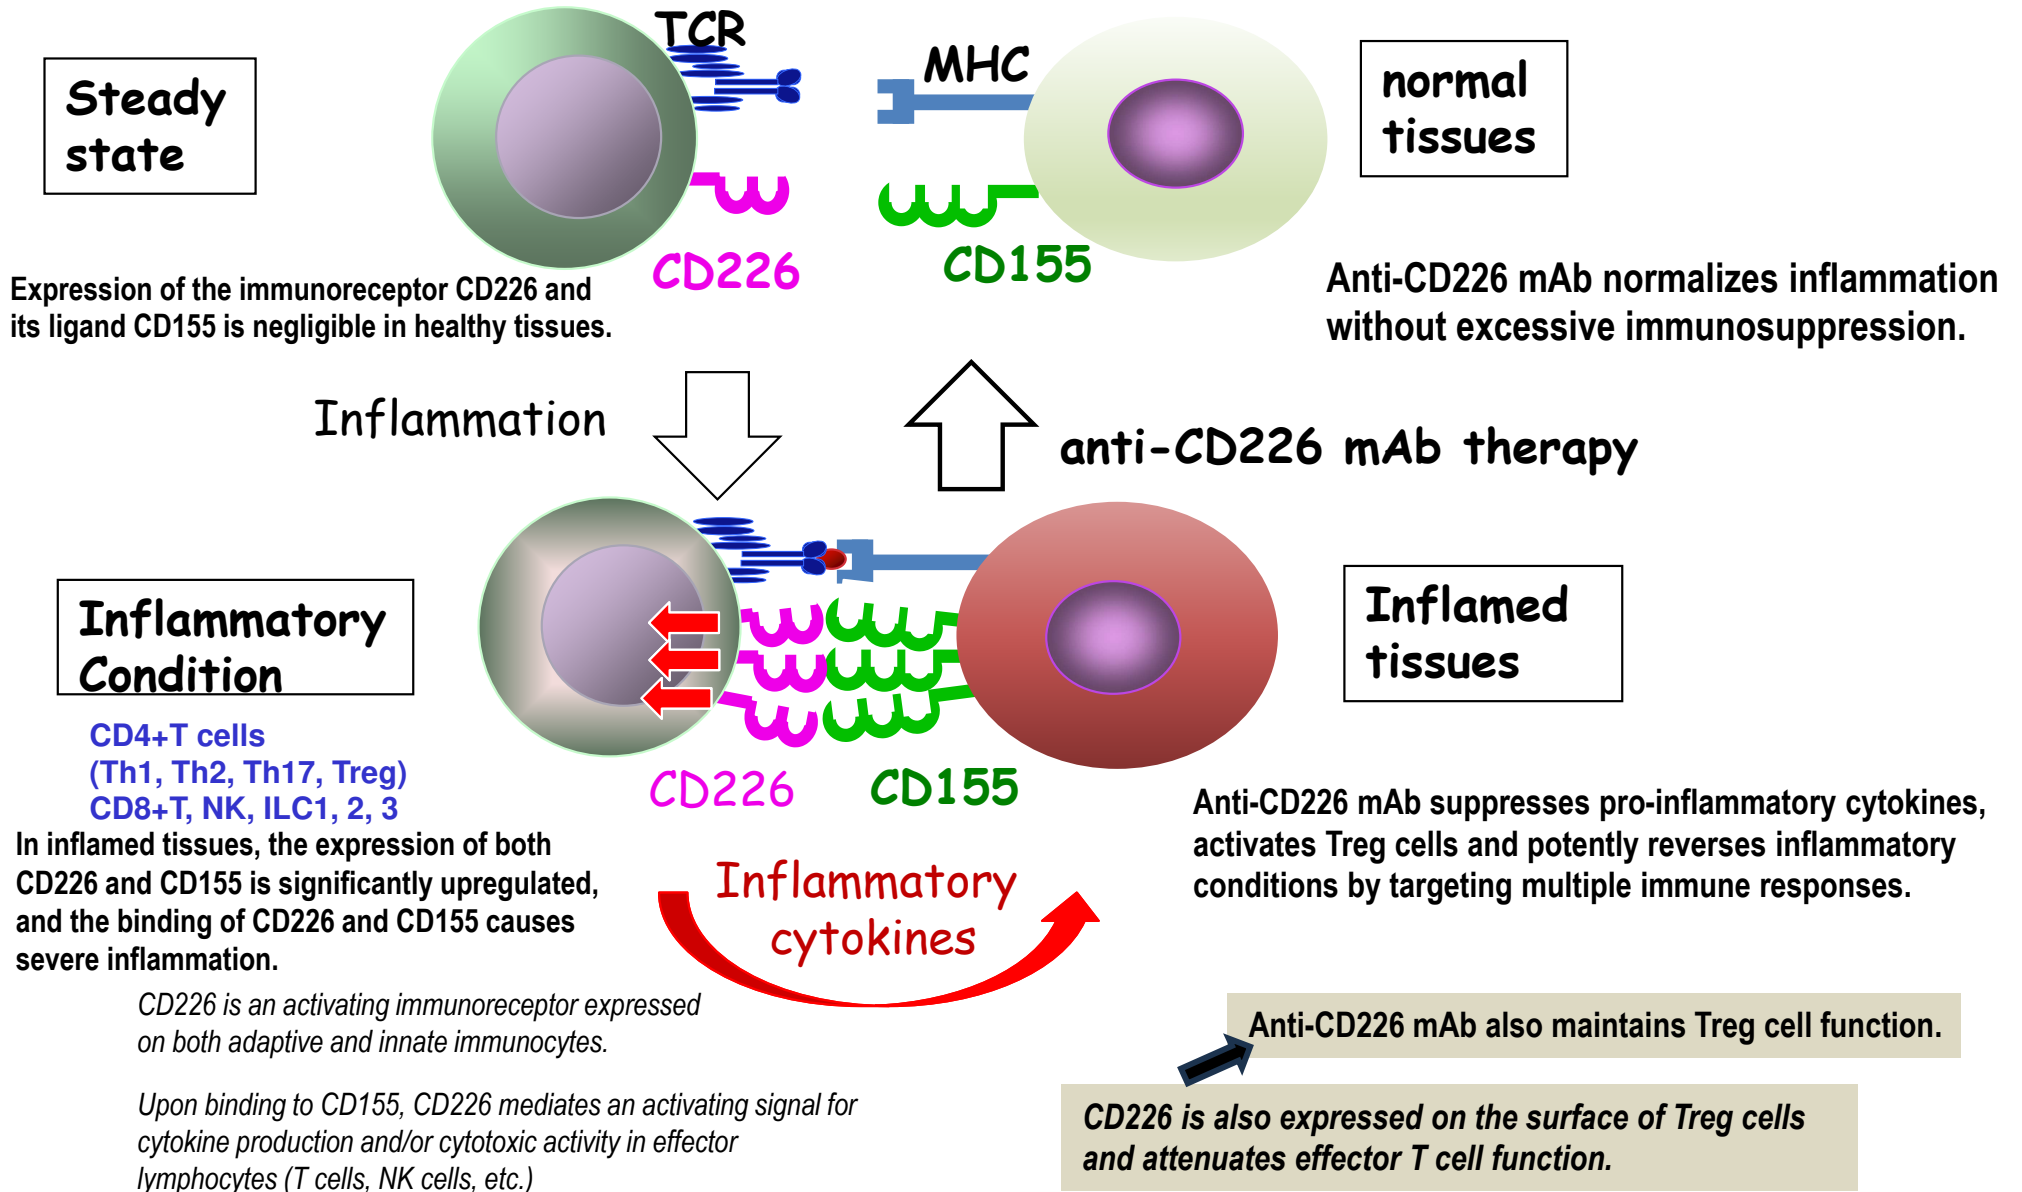 TCR
MHC
Steady
state
normal
tissues
CD226
CD155
Expression of the immunoreceptor CD226 and
its ligand CD155 is negligible in healthy tissues.
Anti-CD226 mAb normalizes inflammation
without excessive immunosuppression.
Inflammation
anti-CD226 mAb therapy
Inflammatory
Condition
Inflamed
tissues
CD4+T cells
(Th1, Th2, Th17, Treg)
CD8+T, NK, ILC1, 2, 3
CD226
CD155
In inflamed tissues, the expression of both
CD226 and CD155 is significantly upregulated,
and the binding of CD226 and CD155 causes
severe inflammation.
Inflammatory
cytokines
Anti-CD226 mAb suppresses pro-inflammatory cytokines,
activates Treg cells and potently reverses inflammatory
conditions by targeting multiple immune responses.
CD226 is an activating immunoreceptor expressed
on both adaptive and innate immunocytes.
Upon binding to CD155, CD226 mediates an activating signal for
cytokine production and/or cytotoxic activity in effector
lymphocytes (T cells, NK cells, etc.)
Anti-CD226 mAb also maintains Treg cell function.
CD226 is also expressed on the surface of Treg cells
and attenuates effector T cell function.